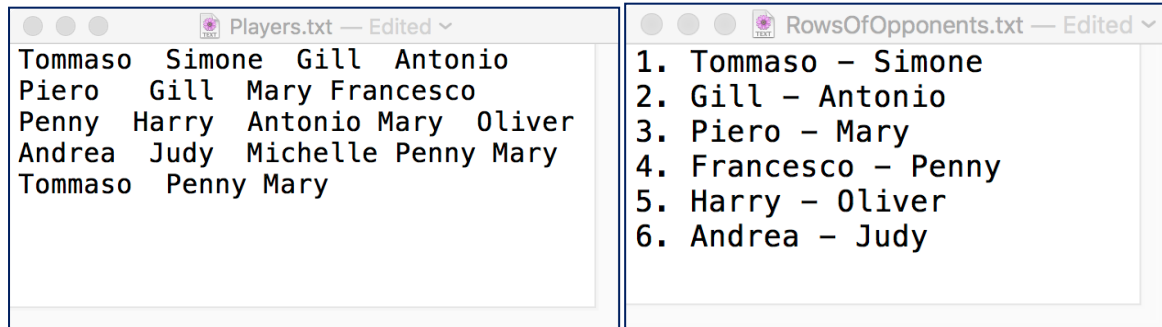 Players.txt — Edited
Tommaso  Simone  Gill  Antonio
Piero   Gill  Mary Francesco
Penny  Harry  Antonio Mary  Oliver
Andrea  Judy  Michelle Penny Mary
Tommaso  Penny Mary
RowsOfOpponents.txt — Edited
1. Tommaso – Simone
2. Gill – Antonio
3. Piero – Mary
4. Francesco – Penny
5. Harry – Oliver
6. Andrea – Judy